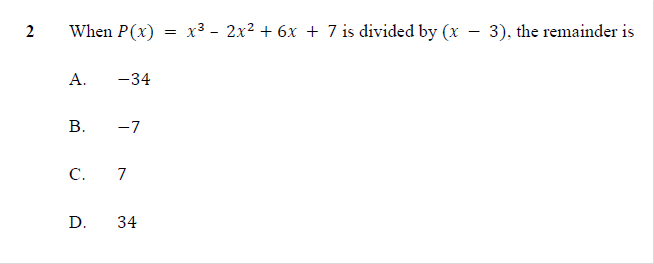 2 When P(x) = x³ - 2x² + 6x + 7 is divided by (x − 3), the remainder is
A. −34
B. −7
C. 7
D. 34